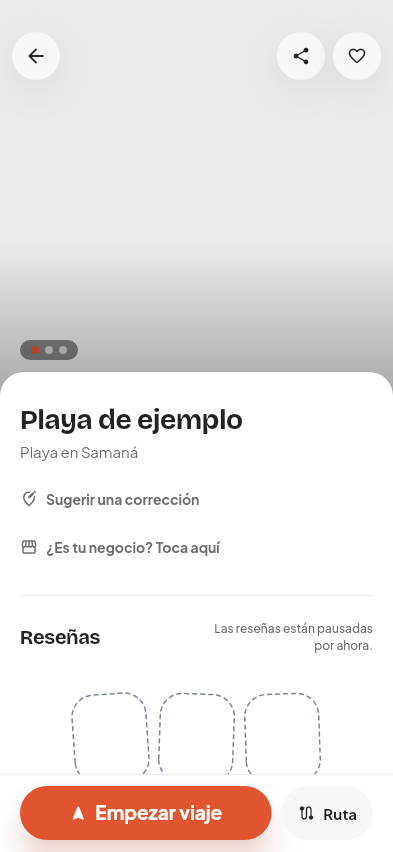 Playa de ejemplo
Playa en Samaná
Sugerir una corrección
¿Es tu negocio? Toca aquí
Reseñas
Las reseñas están pausadas
por ahora.
Empezar viaje
Ruta